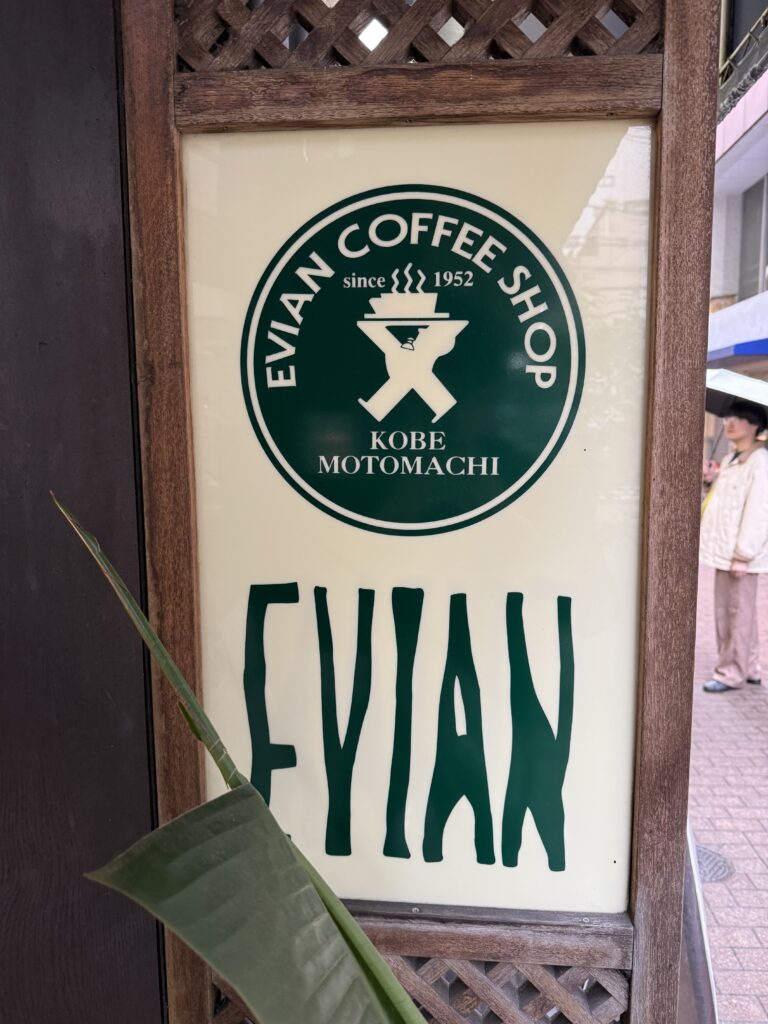 EVIAN COFFEE SHOP
since 1952
KOBE
MOTOMACHI
EVIAN